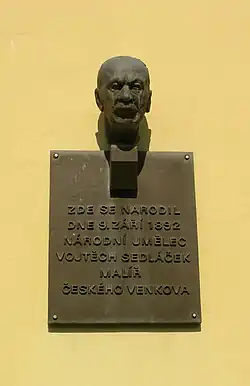 ZDE SE NARODIL
DNE 9. ZÁŘÍ 1892
NÁRODNÍ UMĚLEC
VOJTĚCH SEDLÁČEK
MALÍŘ
ČESKÉHO VENKOVA